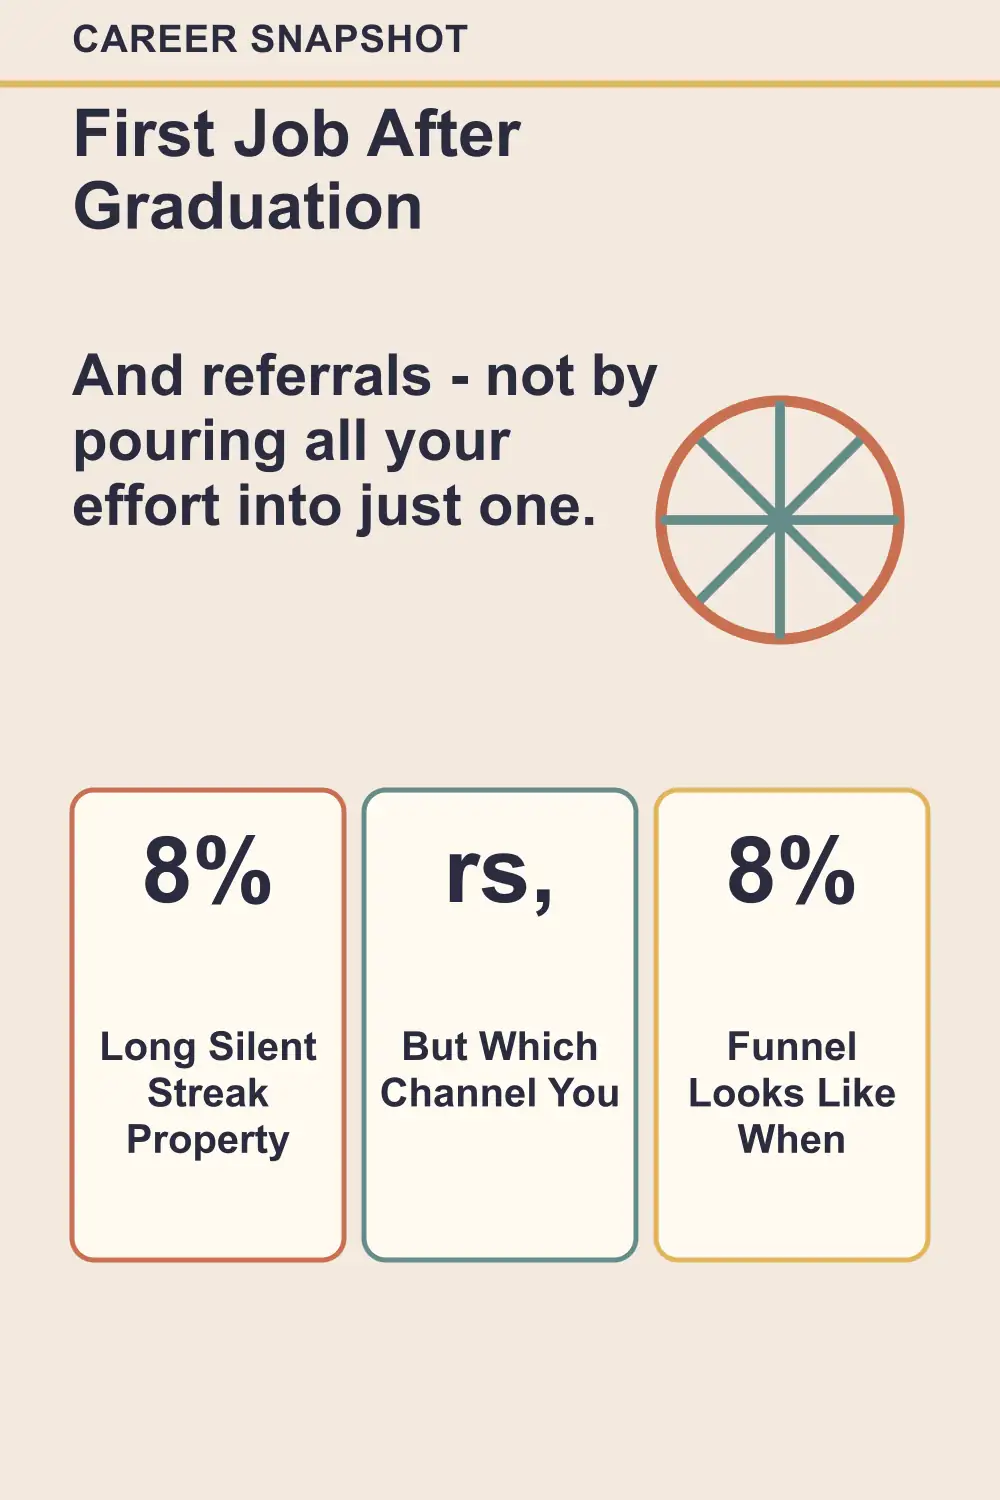 CAREER SNAPSHOT
First Job After
Graduation
And referrals - not by
pouring all your
effort into just one.
8%
Long Silent
Streak
Property
rs,
But Which
Channel You
8%
Funnel
Looks Like
When